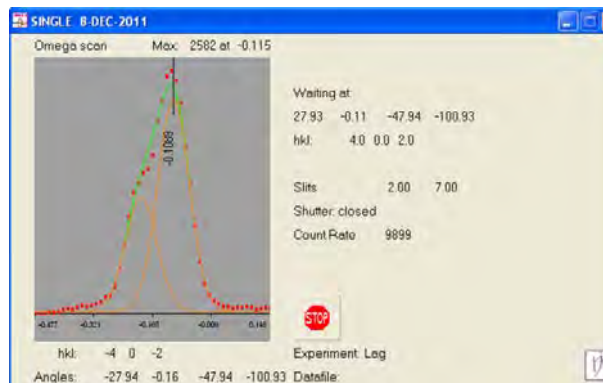 SINGLE 8-DEC-2011
Omega scan Max: 2582 at -0.115
-0.1089
-0.477 -0.321 -0.165 -0.009 0.146
hkl: -4 0 -2
Angles: -27.94 -0.16 -47.94 -100.93
Waiting at
27.93 -0.11 -47.94 -100.93
hkl: 4.0 0.0 2.0
Slits 2.00 7.00
Shutter: closed
Count Rate 9899
STOP
Experiment: Lag
Datafile: